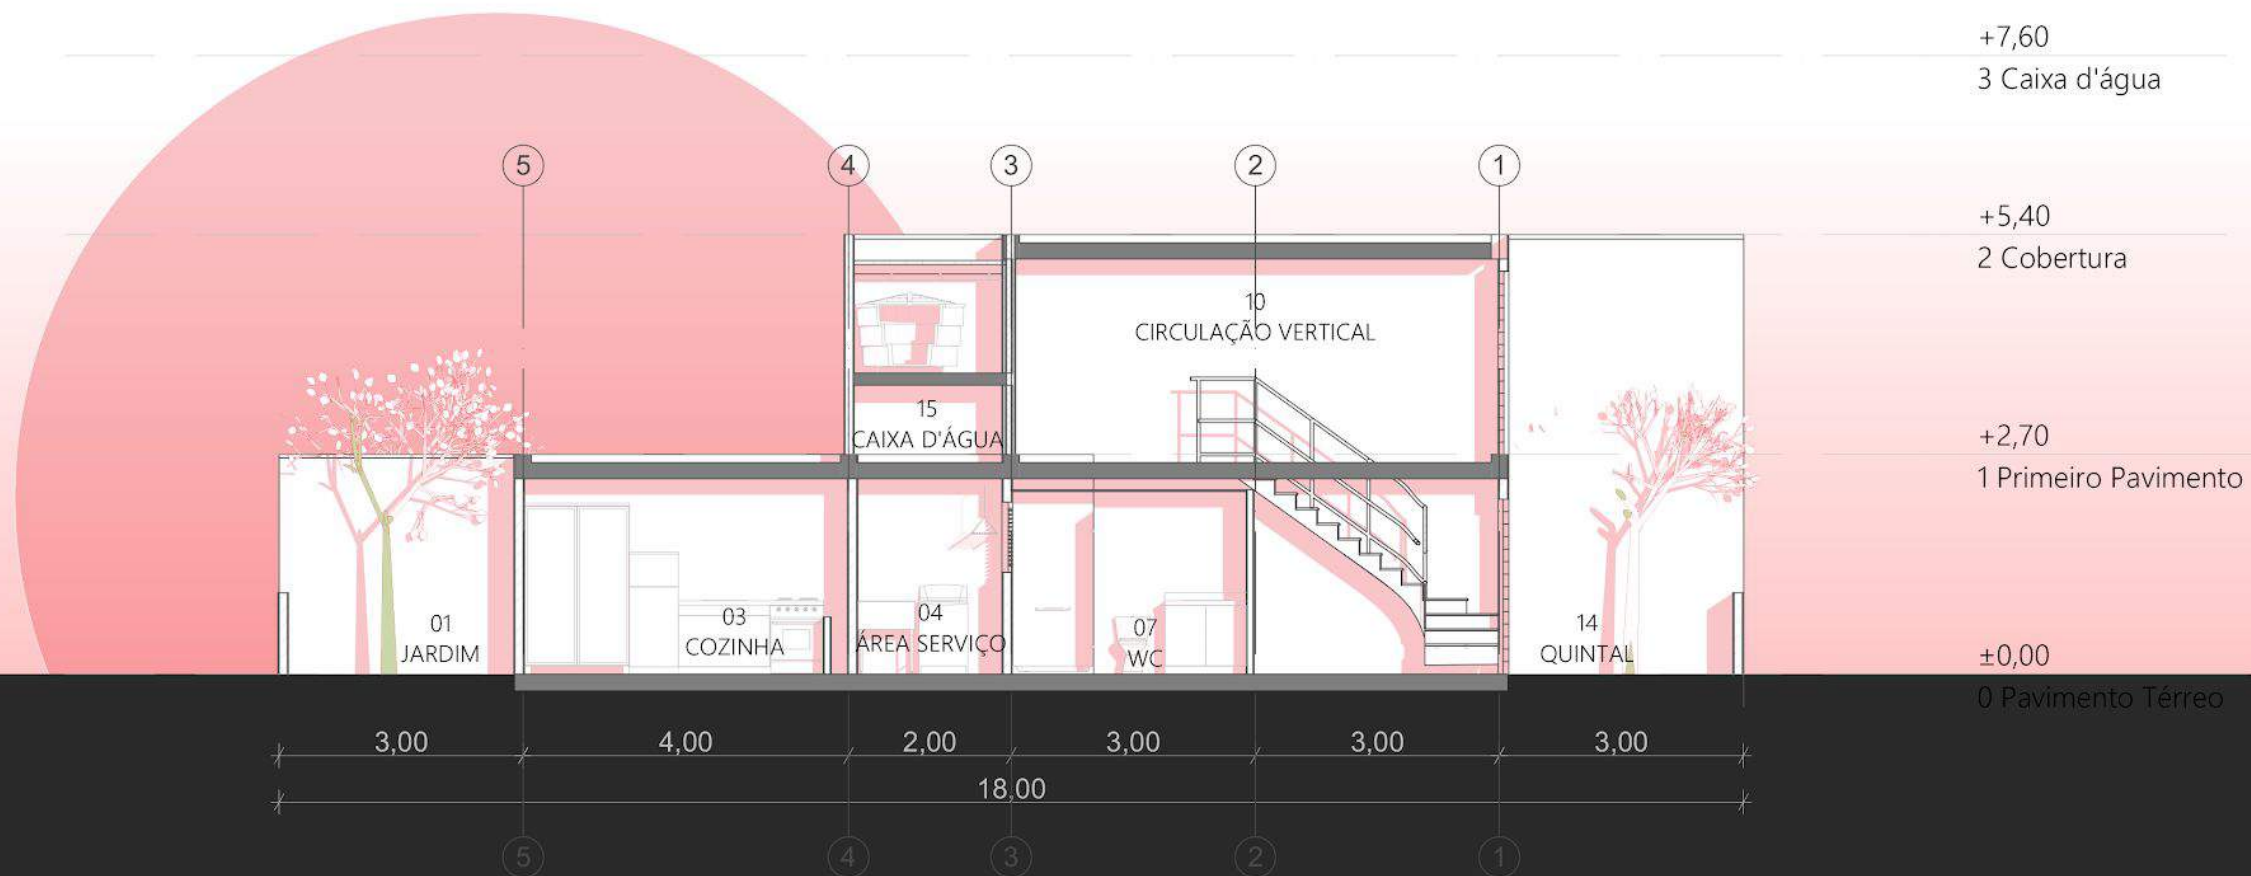 +7,60
3 Caixa d'água
5
4
3
2
1
+5,40
2 Cobertura
10
CIRCULAÇÃO VERTICAL
15
CAIXA D'ÁGUA
+2,70
1 Primeiro Pavimento
01
JARDIM
03
COZINHA
04
ÁREA SERVIÇO
07
WC
14
QUINTAL
±0,00
0 Pavimento Térreo
3,00
4,00
2,00
3,00
3,00
3,00
18,00
5
4
3
2
1